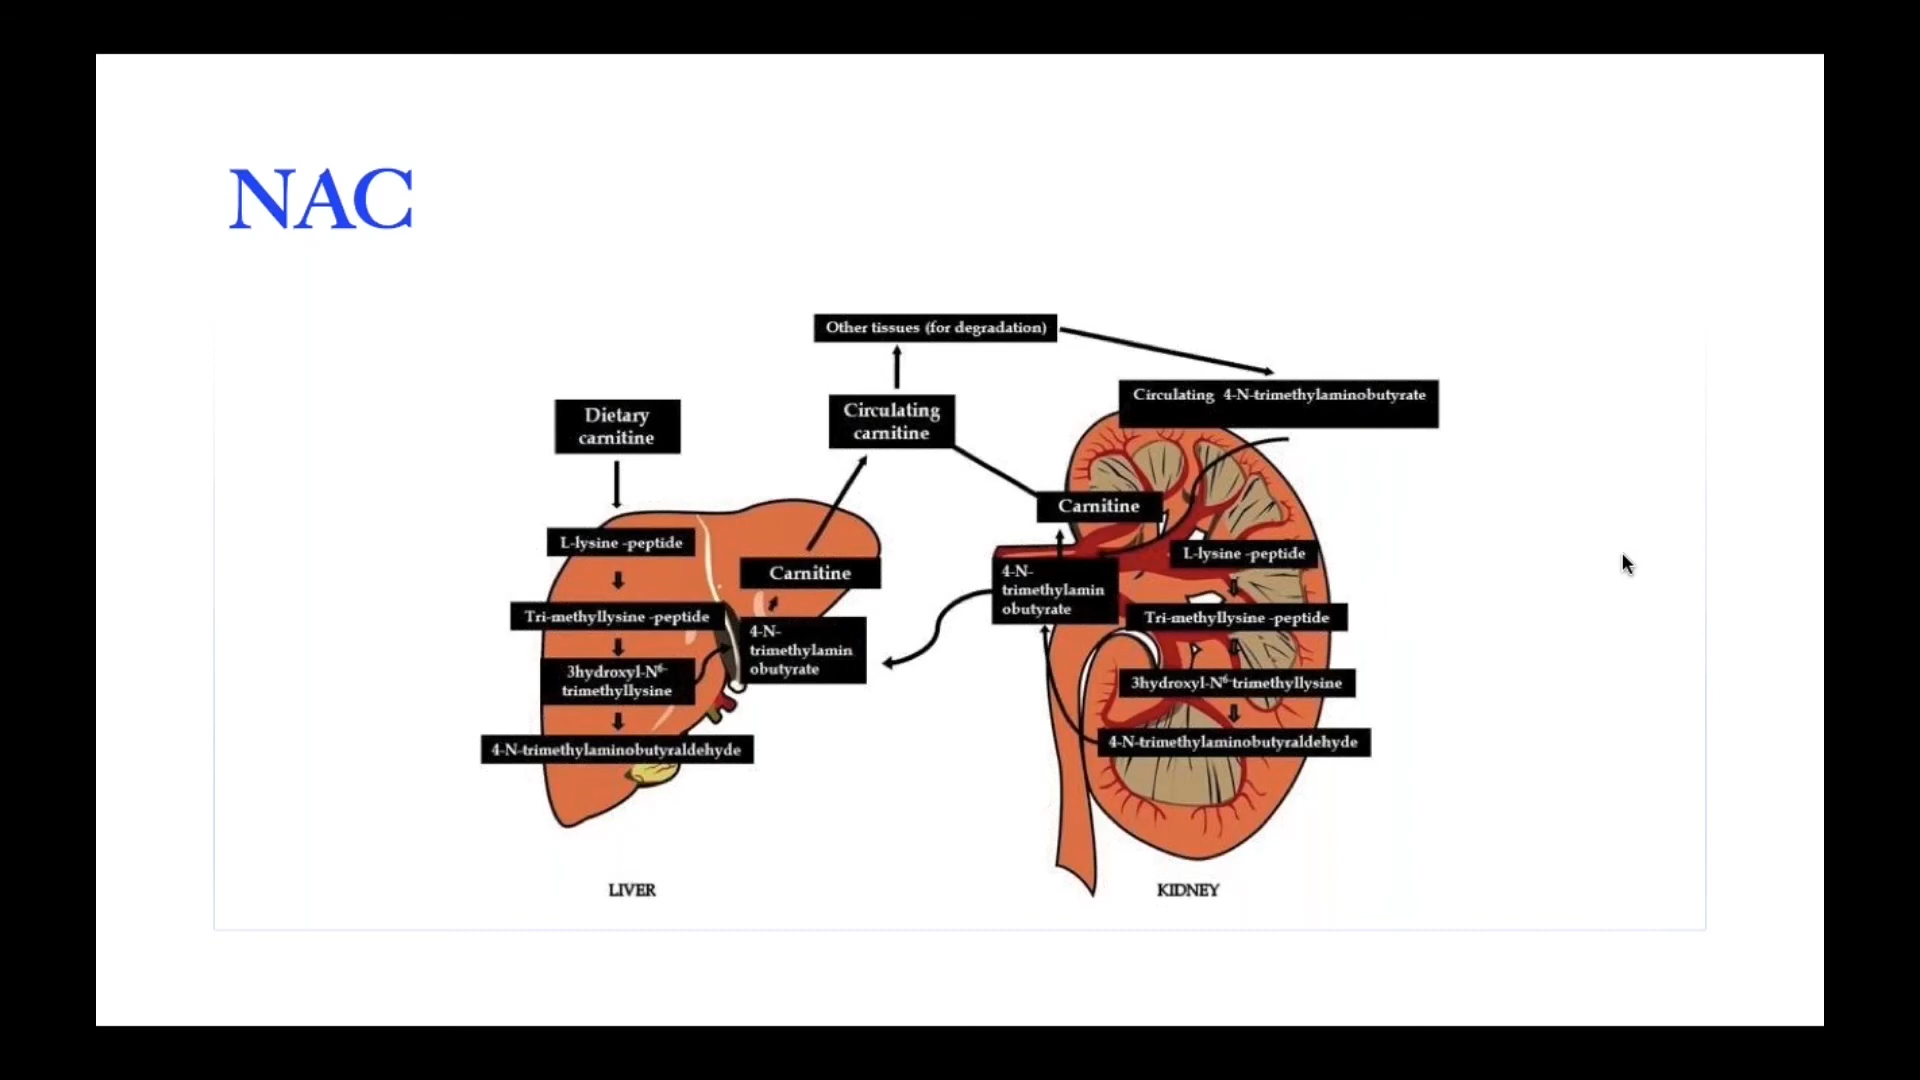 NAC
Other tissues (for degradation)
Circulating 4-N-trimethylaminobutyrate
Dietary
carnitine
Circulating
carnitine
Carnitine
L-lysine -peptide
Carnitine
Tri-methyllysine -peptide
4-N-
trimethylamin
obutyrate
3hydroxyl-N6-
trimethyllysine
4-N-trimethylaminobutyraldehyde
4-N-
trimethylamin
obutyrate
L-lysine -peptide
Tri-methyllysine -peptide
3hydroxyl-N6-trimethyllysine
4-N-trimethylaminobutyraldehyde
LIVER
KIDNEY